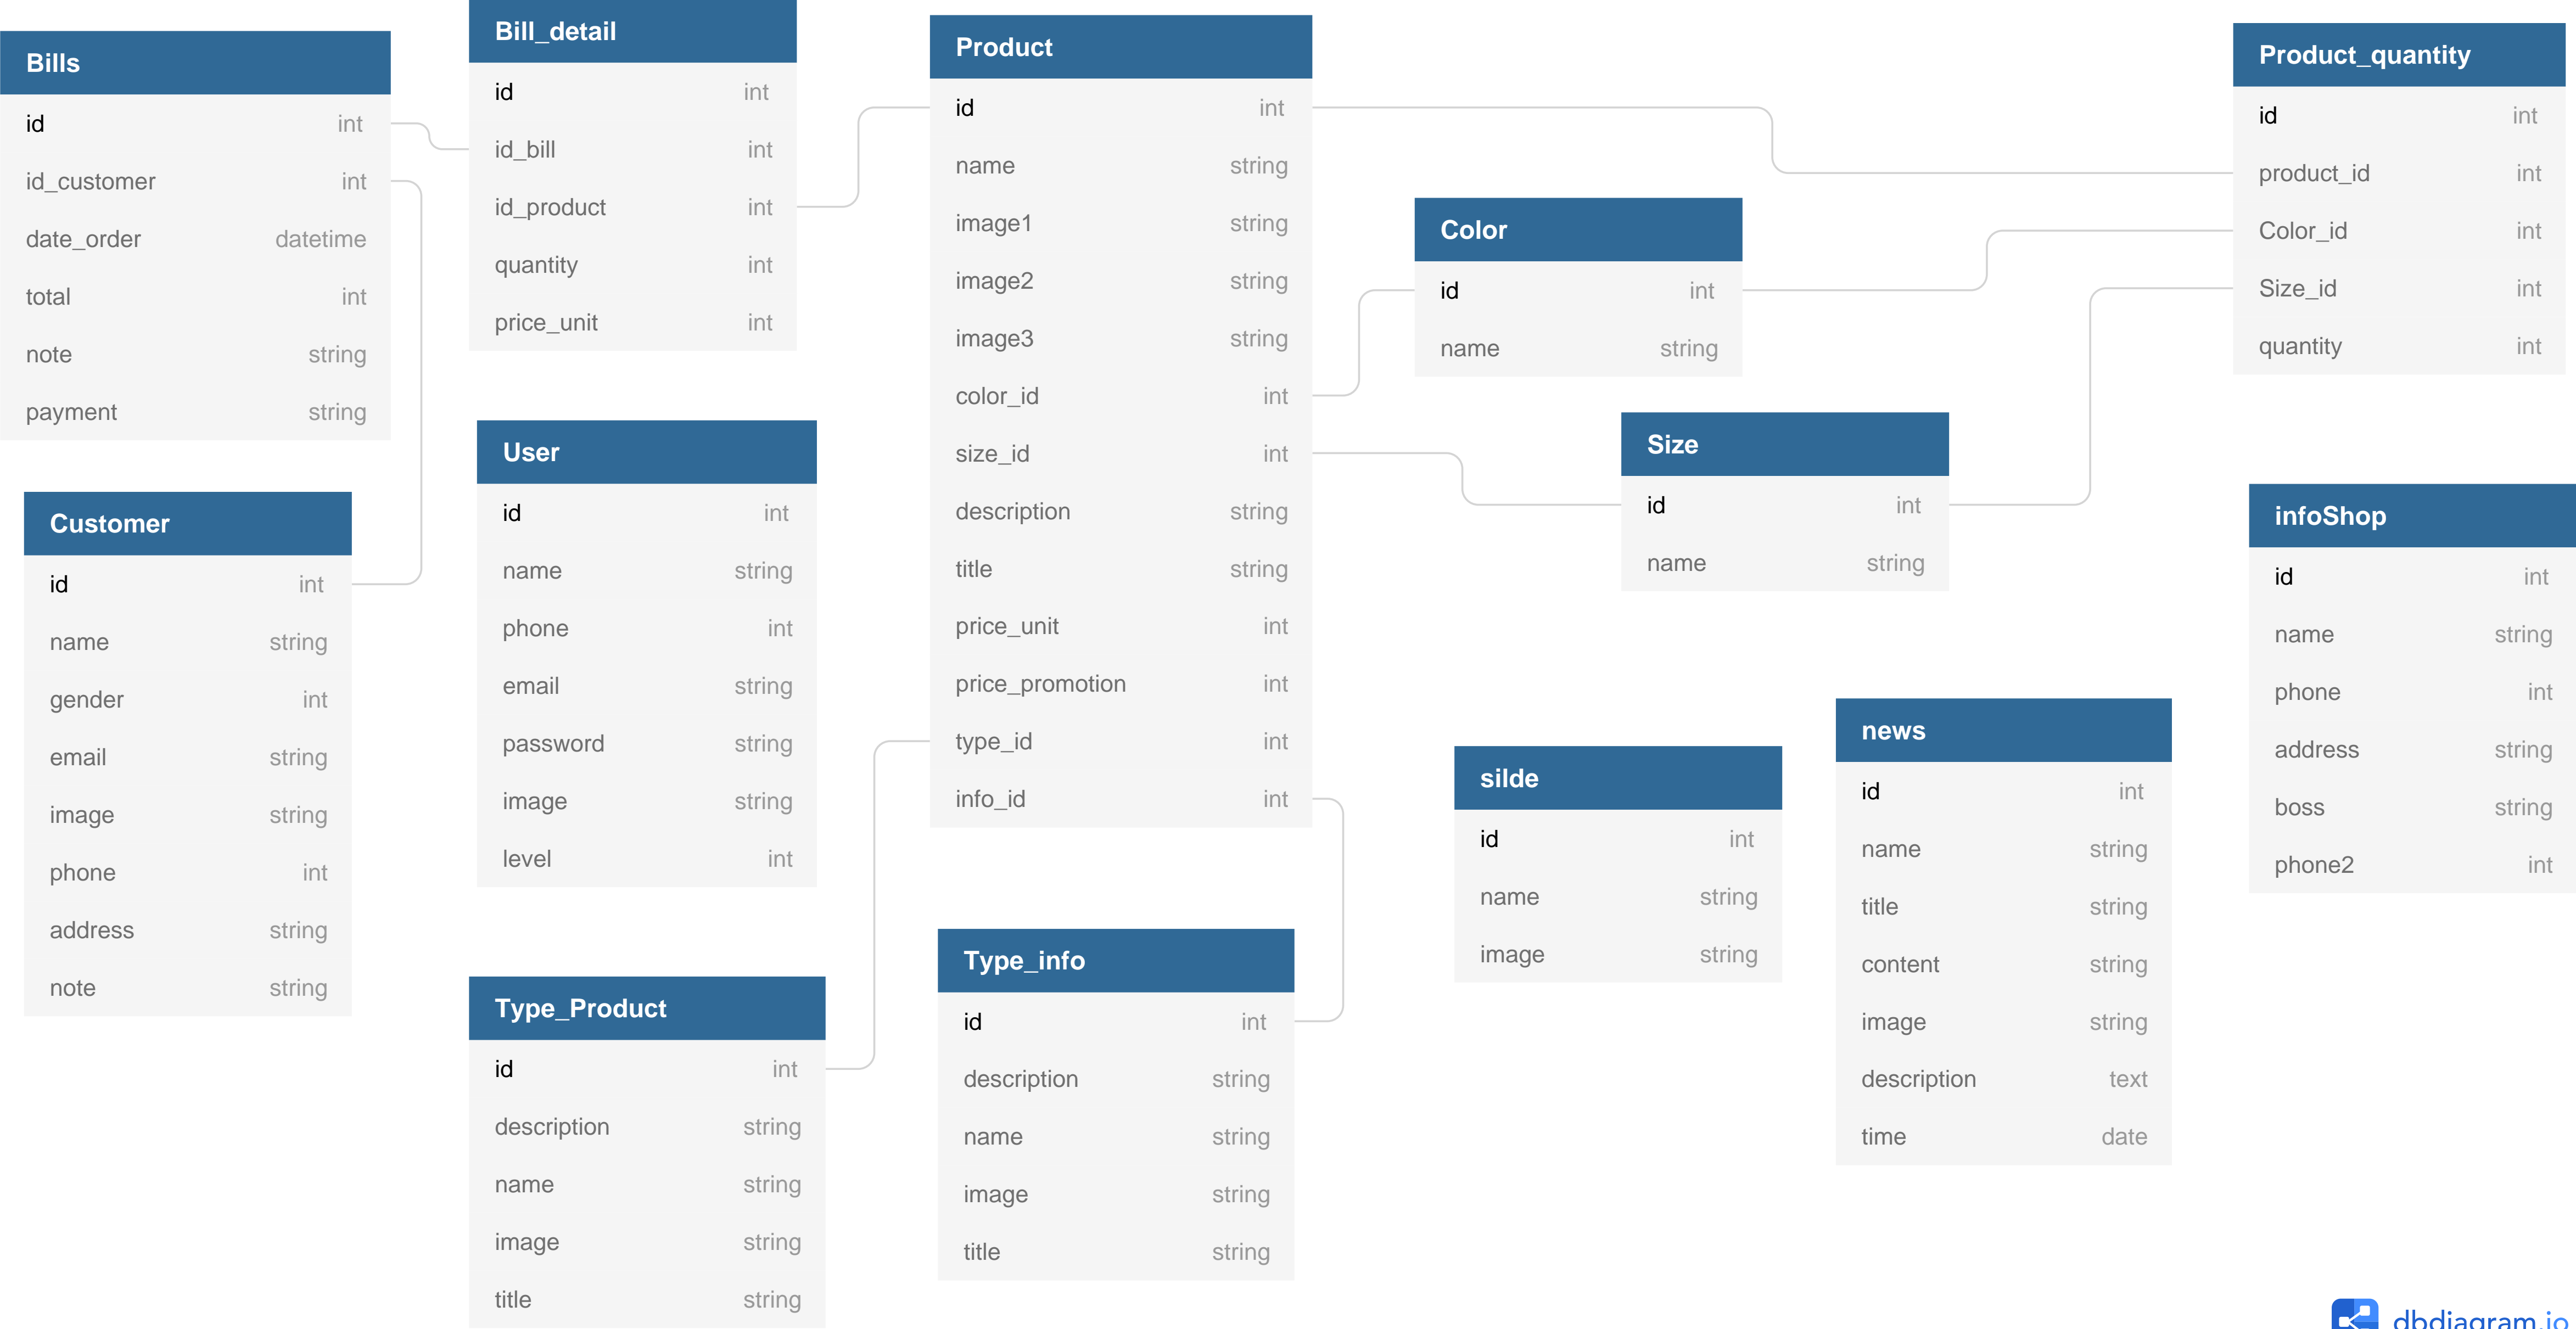 Bills
id int
id_customer int
date_order datetime
total int
note string
payment string
Customer
id int
name string
gender int
email string
image string
phone int
address string
note string
Bill_detail
id int
id_bill int
id_product int
quantity int
price_unit int
User
id int
name string
phone int
email string
password string
image string
level int
Type_Product
id int
description string
name string
image string
title string
Product
id int
name string
image1 string
image2 string
image3 string
color_id int
size_id int
description string
title string
price_unit int
price_promotion int
type_id int
info_id int
Type_info
id int
description string
name string
image string
title string
Color
id int
name string
Size
id int
name string
silde
id int
name string
image string
news
id int
name string
title string
content string
image string
description text
time date
Product_quantity
id int
product_id int
Color_id int
Size_id int
quantity int
infoShop
id int
name string
phone int
address string
boss string
phone2 int
dbdiagram.io